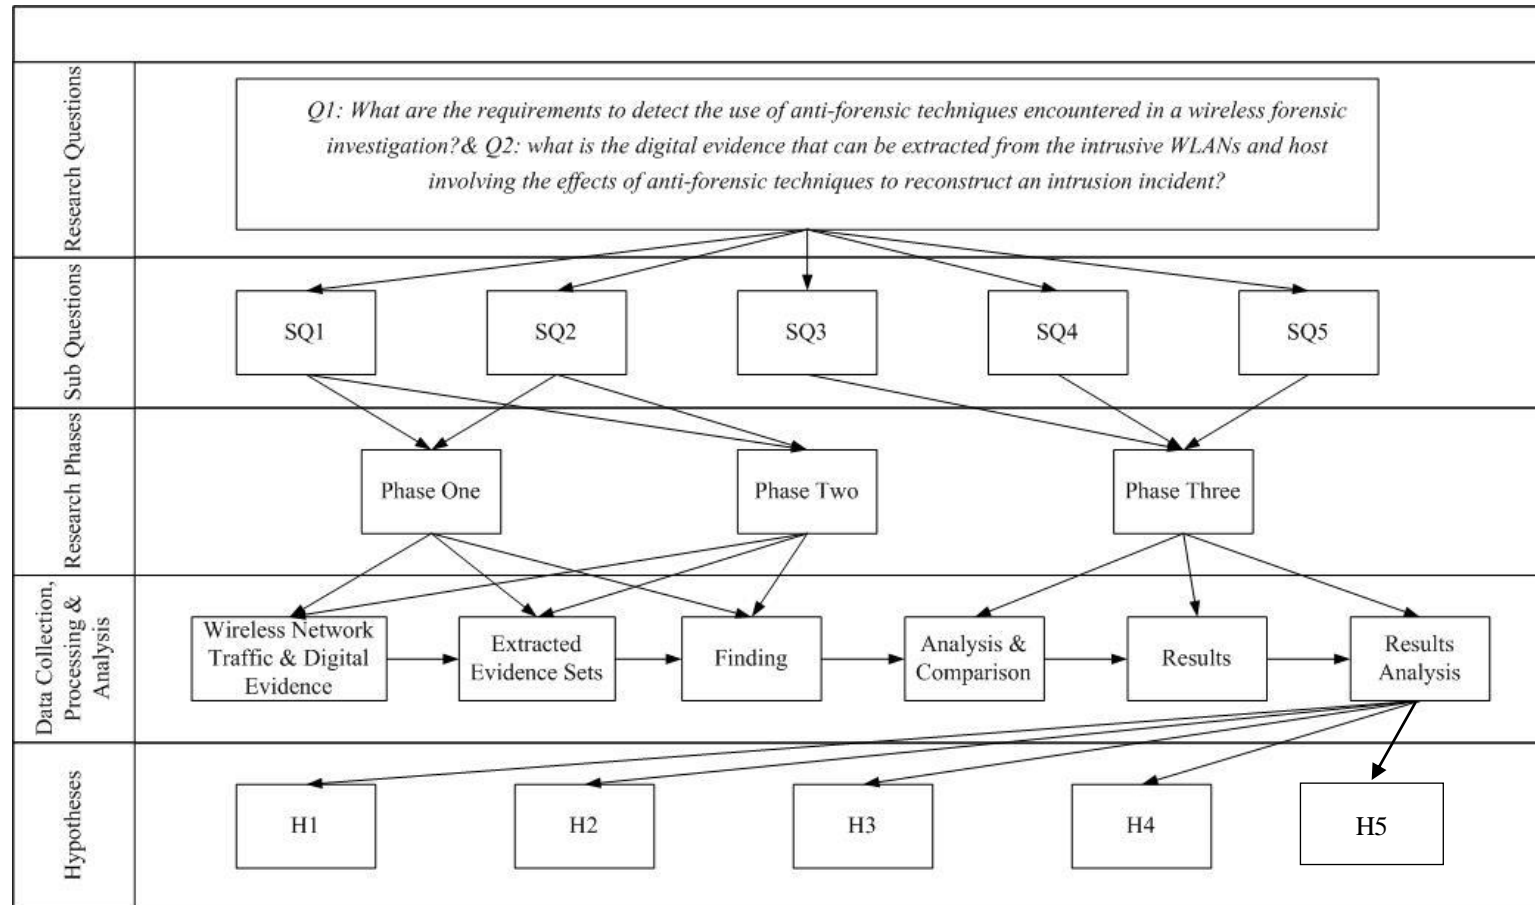 Research Questions
Q1: What are the requirements to detect the use of anti-forensic techniques encountered in a wireless forensic
investigation?& Q2: what is the digital evidence that can be extracted from the intrusive WLANs and host
involving the effects of anti-forensic techniques to reconstruct an intrusion incident?
Sub Questions
SQ1
SQ2
SQ3
SQ4
SQ5
Research Phases
Phase One
Phase Two
Phase Three
Data Collection,
Processing &
Analysis
Wireless Network
Traffic & Digital
Evidence
Extracted
Evidence Sets
Finding
Analysis &
Comparison
Results
Results
Analysis
Hypotheses
H1
H2
H3
H4
H5